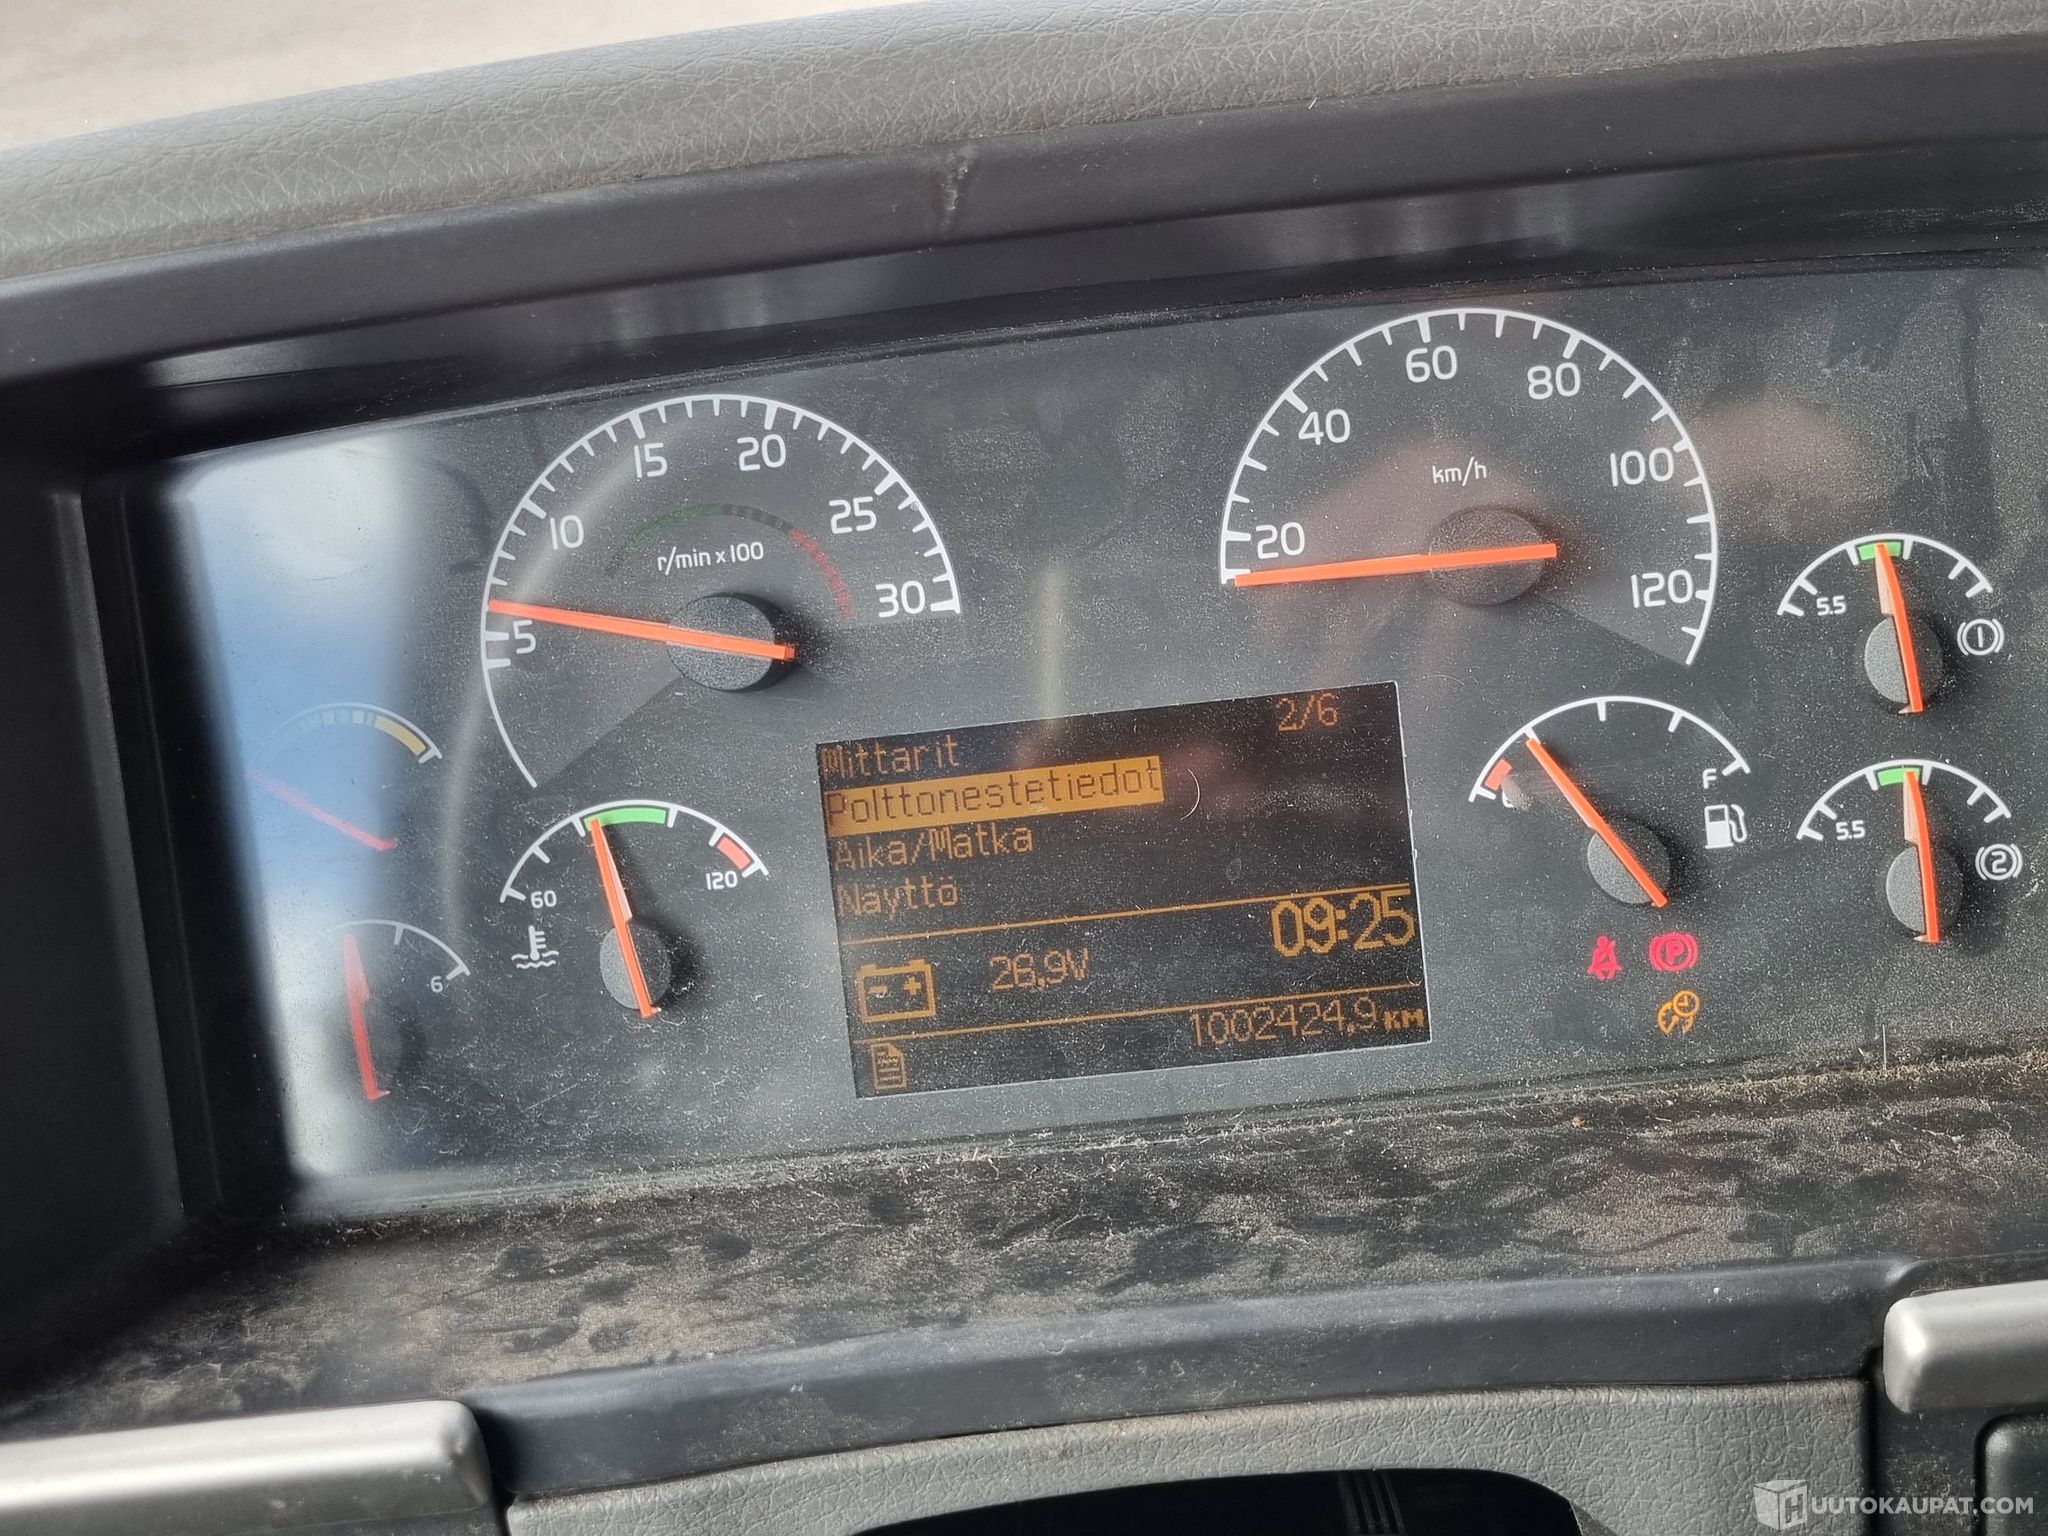 5
10
15
20
25
30
r/min x 100
20
40
60
80
100
120
km/h
5.5
1
5.5
2
F
60
120
6
2/6
Mittarit
Polttonestetiedot
Aika/Matka
Näyttö
09:25
26,9V
1002424,9 KM
P
HUUTOKAUPAT.COM